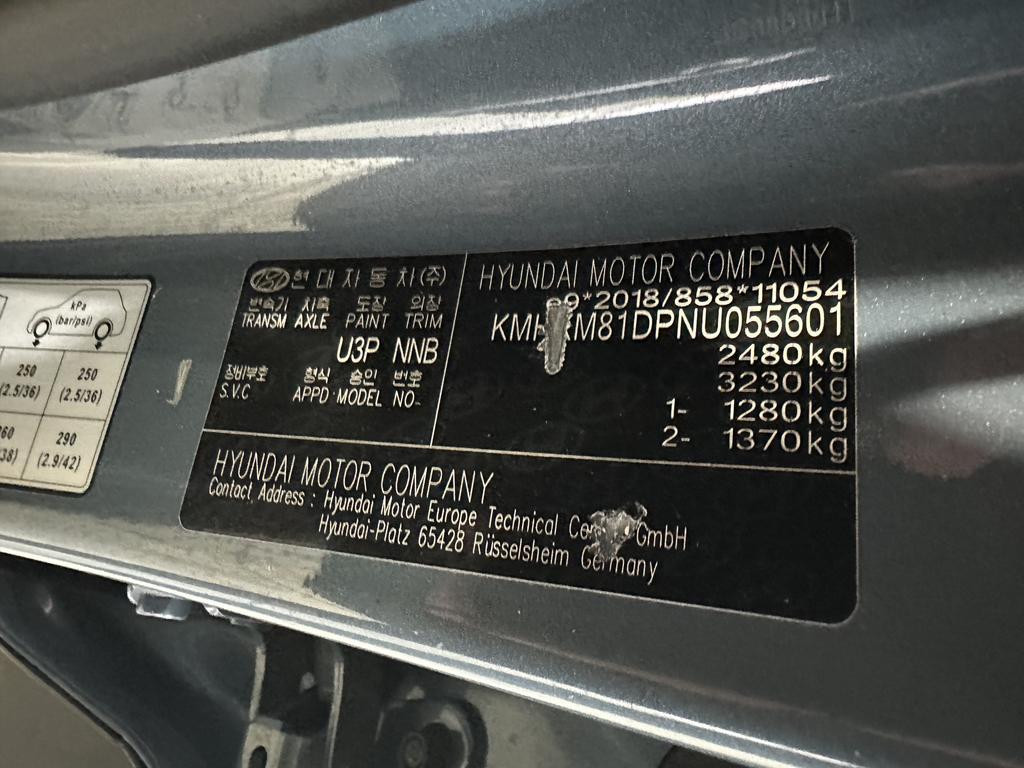 kPa
(bar/psi)
250 250
(2.5/36) (2.5/36)
290
(2.9/42)
현대자동차(주)
변속기 차축 도장 의장
TRANSM AXLE PAINT TRIM
U3P NNB
정비부호 형식 승인 번호
S.V.C APPD-MODEL NO-
HYUNDAI MOTOR COMPANY
e9*2018/858*11054
KMHKM81DPNU055601
2480kg
3230kg
1- 1280kg
2- 1370kg
HYUNDAI MOTOR COMPANY
Contact Address : Hyundai Motor Europe Technical GmbH
Hyundai-Platz 65428 Rüsselsheim Germany